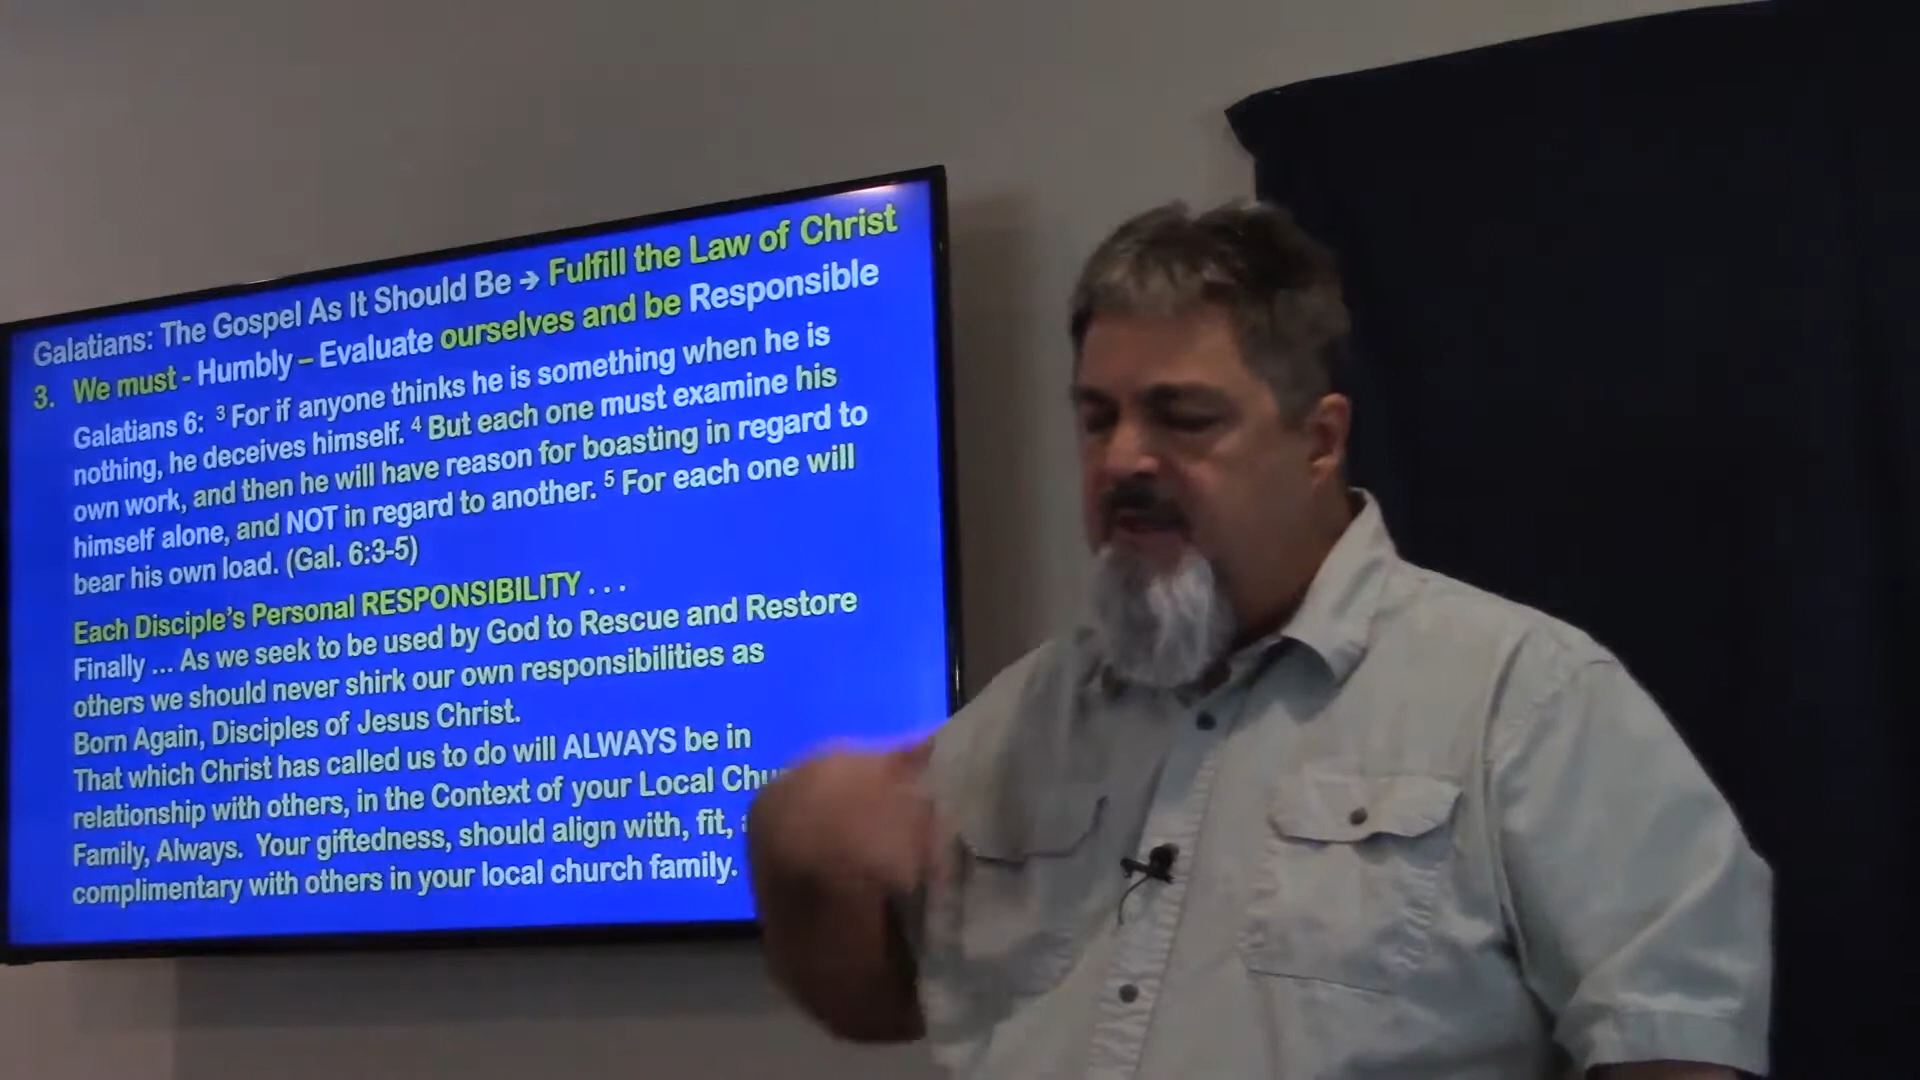 Galatians: The Gospel As It Should Be → Fulfill the Law of Christ
3. We must - Humbly – Evaluate ourselves and be Responsible
Galatians 6: ³ For if anyone thinks he is something when he is
nothing, he deceives himself. ⁴ But each one must examine his
own work, and then he will have reason for boasting in regard to
himself alone, and NOT in regard to another. ⁵ For each one will
bear his own load. (Gal. 6:3-5)
Each Disciple's Personal RESPONSIBILITY . . .
Finally ... As we seek to be used by God to Rescue and Restore
others we should never shirk our own responsibilities as
Born Again, Disciples of Jesus Christ.
That which Christ has called us to do will ALWAYS be in
relationship with others, in the Context of your Local
Family, Always. Your giftedness, should align with, fit,
complimentary with others in your local church family.